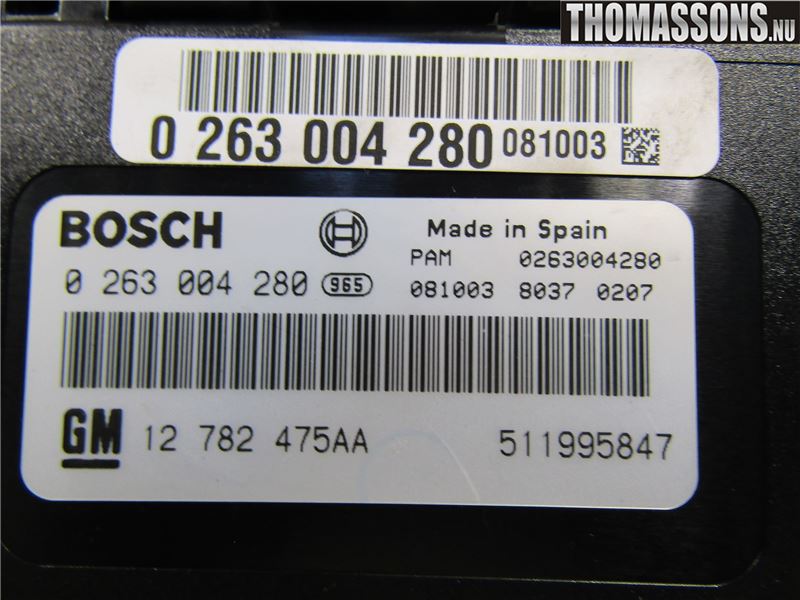 THOMASSONS.NU
0 263 004 280 081003
BOSCH
Made in Spain
0 263 004 280 965
PAM 0263004280
081003 8037 0207
GM 12 782 475AA 511995847